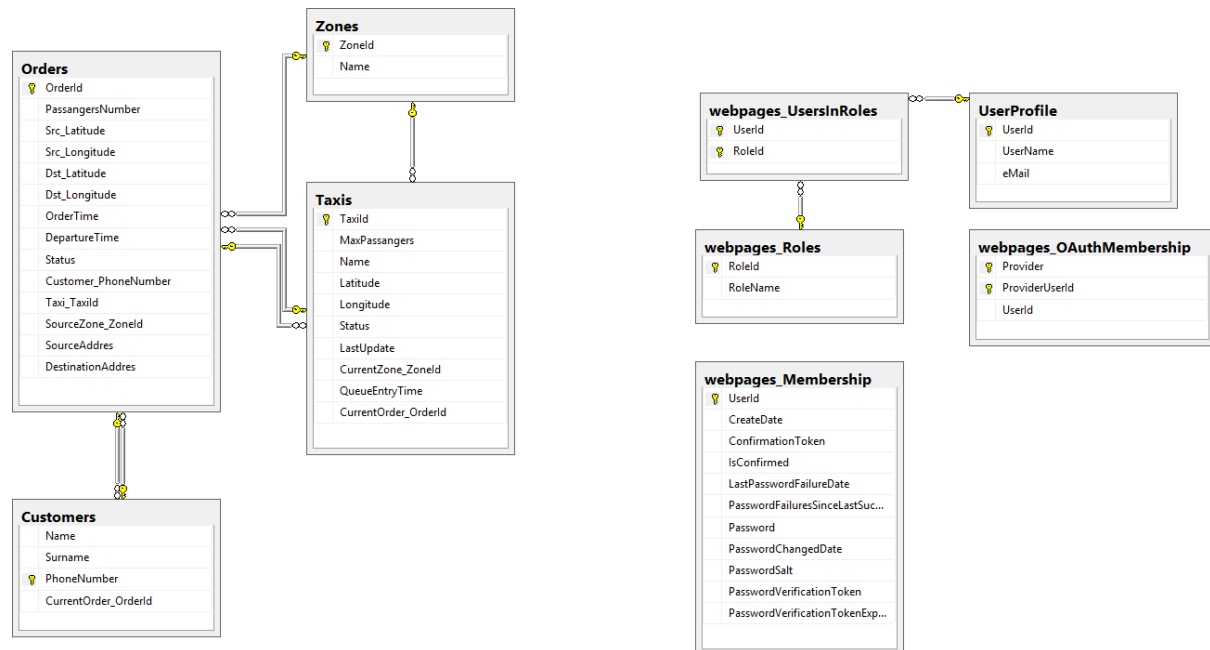 Zones
ZoneId
Name
Orders
OrderId
PassangersNumber
Src_Latitude
Src_Longitude
Dst_Latitude
Dst_Longitude
OrderTime
DepartureTime
Status
Customer_PhoneNumber
Taxi_TaxiId
SourceZone_ZoneId
SourceAddres
DestinationAddres
Taxis
TaxiId
MaxPassangers
Name
Latitude
Longitude
Status
LastUpdate
CurrentZone_ZoneId
QueueEntryTime
CurrentOrder_OrderId
Customers
Name
Surname
PhoneNumber
CurrentOrder_OrderId
webpages_UsersInRoles
UserId
RoleId
UserProfile
UserId
UserName
eMail
webpages_Roles
RoleId
RoleName
webpages_OAuthMembership
Provider
ProviderUserId
UserId
webpages_Membership
UserId
CreateDate
ConfirmationToken
IsConfirmed
LastPasswordFailureDate
PasswordFailuresSinceLastSuc...
Password
PasswordChangedDate
PasswordSalt
PasswordVerificationToken
PasswordVerificationTokenExp...